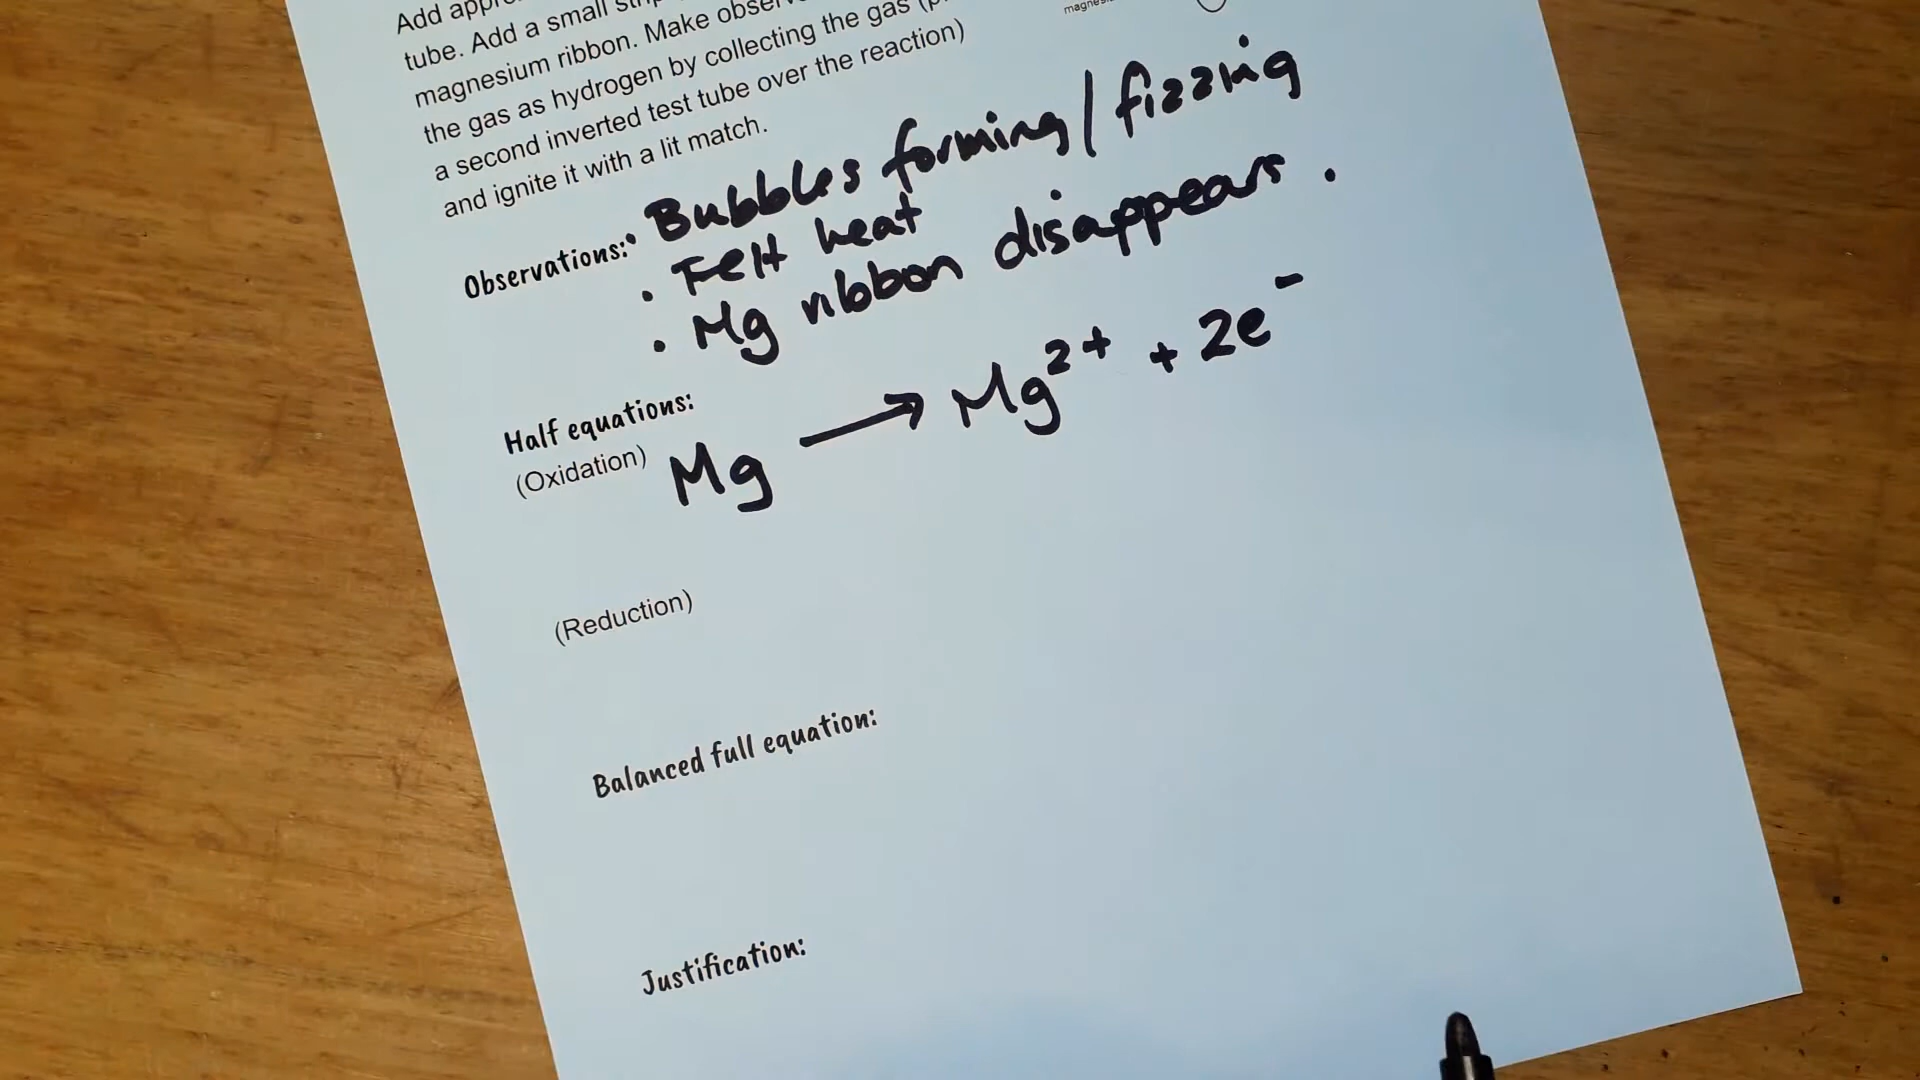 Add
tube. Add a small
magnesium ribbon. Make
the gas as hydrogen by collecting the gas
a second inverted test tube over the reaction)
and ignite it with a lit match.
Observations: • Bubbles forming / fizzing
• Felt heat
• Mg ribbon disappears.
Half equations:
(Oxidation) Mg → Mg²⁺ + 2e⁻
(Reduction)
Balanced full equation:
Justification: